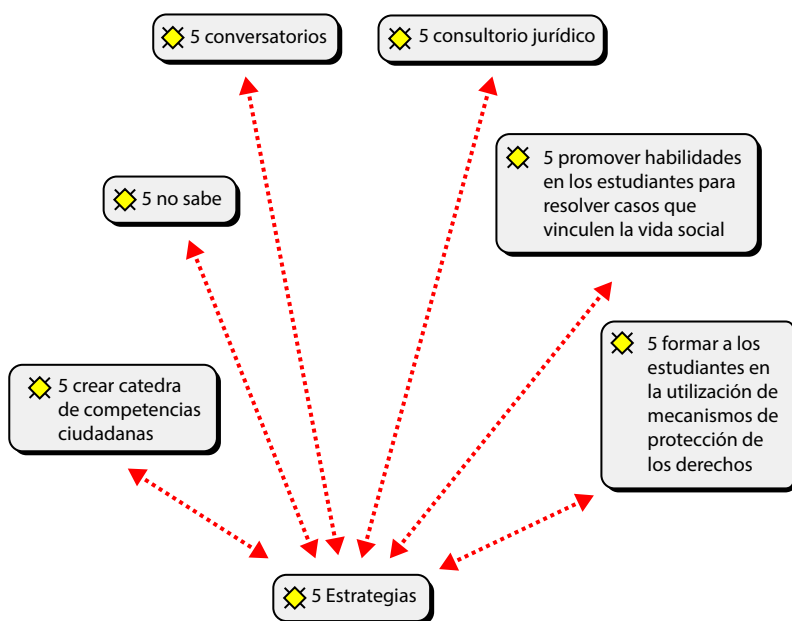 5 conversatorios
5 consultorio jurídico
5 promover habilidades
en los estudiantes para
resolver casos que
vinculen la vida social
5 no sabe
5 formar a los
estudiantes en
la utilización de
mecanismos de
protección de
los derechos
5 crear catedra
de competencias
ciudadanas
5 Estrategias